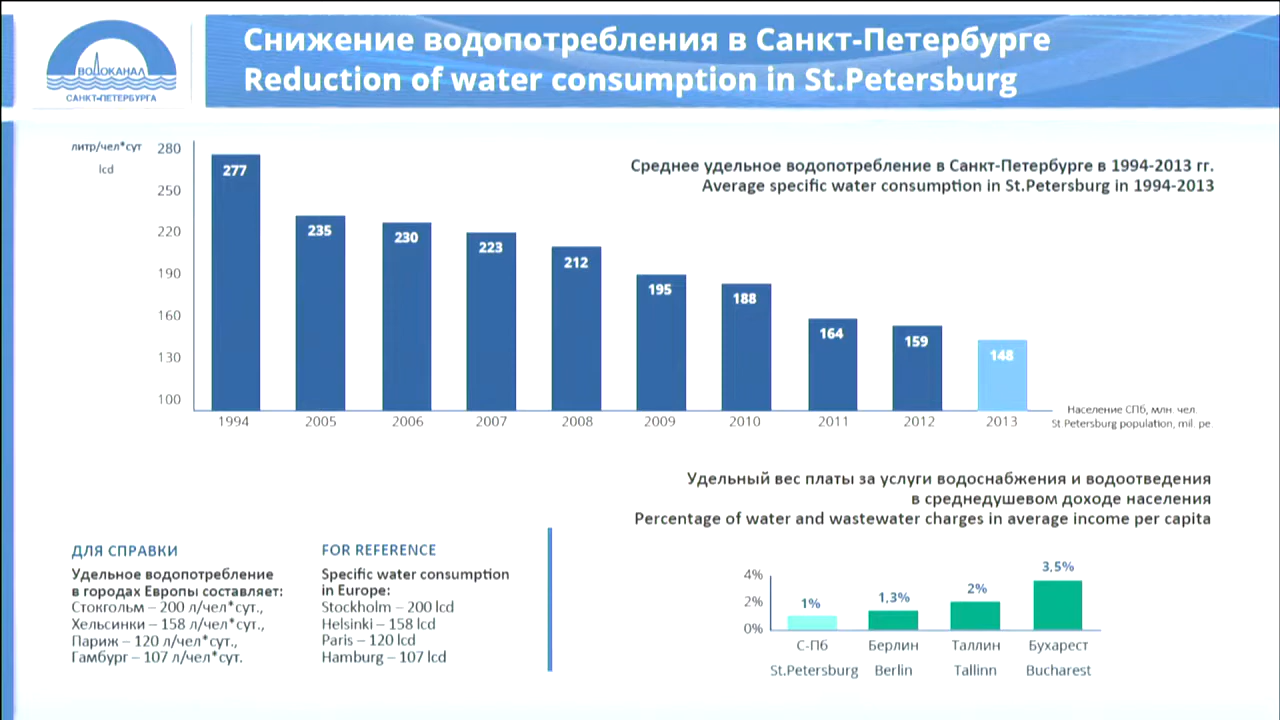 Снижение водопотребления в Санкт-Петербурге
Reduction of water consumption in St.Petersburg
ВОДОКАНАЛ
САНКТ-ПЕТЕРБУРГА
литр/чел*сут
lcd
280
250
220
190
160
130
100
Среднее удельное водопотребление в Санкт-Петербурге в 1994-2013 гг.
Average specific water consumption in St.Petersburg in 1994-2013
277
235
230
223
212
195
188
164
159
148
1994
2005
2006
2007
2008
2009
2010
2011
2012
2013
Население СПб, млн. чел.
St.Petersburg population, mil. pe.
Удельный вес платы за услуги водоснабжения и водоотведения
в среднедушевом доходе населения
Percentage of water and wastewater charges in average income per capita
ДЛЯ СПРАВКИ
Удельное водопотребление
в городах Европы составляет:
Стокгольм – 200 л/чел*сут.,
Хельсинки – 158 л/чел*сут.,
Париж – 120 л/чел*сут.,
Гамбург – 107 л/чел*сут.
FOR REFERENCE
Specific water consumption
in Europe:
Stockholm – 200 lcd
Helsinki – 158 lcd
Paris – 120 lcd
Hamburg – 107 lcd
4%
2%
0%
1%
1,3%
2%
3,5%
С-Пб
Берлин
Таллин
Бухарест
St.Petersburg
Berlin
Tallinn
Bucharest